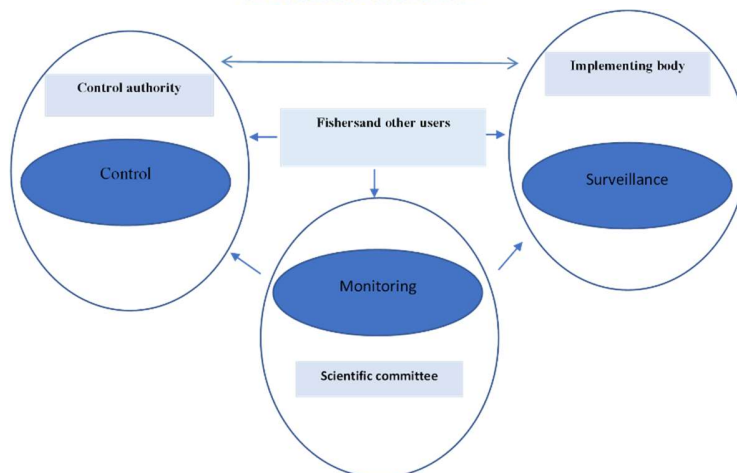 Control authority
Implementing body
Fishersand other users
Control
Surveillance
Monitoring
Scientific committee